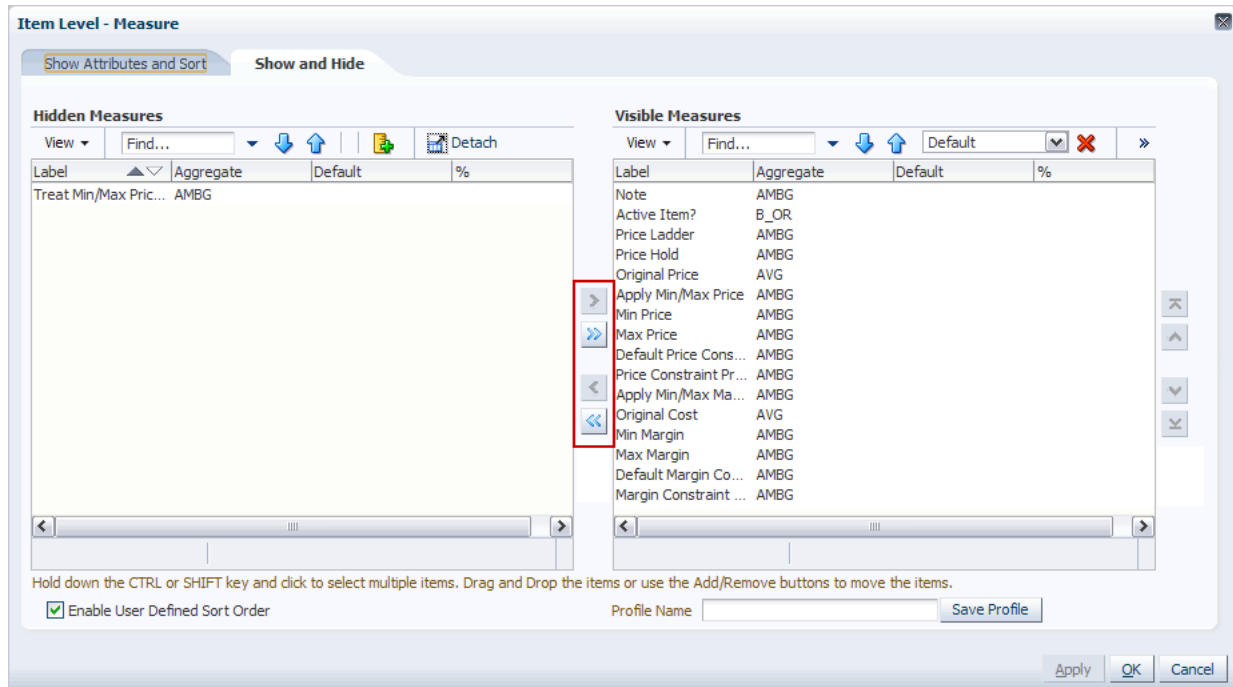 Item Level - Measure
Show Attributes and Sort Show and Hide
Hidden Measures
View Find... Detach
Label Aggregate Default %
Treat Min/Max Pric... AMBG
Visible Measures
View Find... Default »
Label Aggregate Default %
Note AMBG
Active Item? B_OR
Price Ladder AMBG
Price Hold AMBG
Original Price AVG
Apply Min/Max Price AMBG
Min Price AMBG
Max Price AMBG
Default Price Cons... AMBG
Price Constraint Pr... AMBG
Apply Min/Max Ma... AMBG
Original Cost AVG
Min Margin AMBG
Max Margin AMBG
Default Margin Co... AMBG
Margin Constraint ... AMBG
Hold down the CTRL or SHIFT key and click to select multiple items. Drag and Drop the items or use the Add/Remove buttons to move the items.
Enable User Defined Sort Order
Profile Name Save Profile
Apply OK Cancel